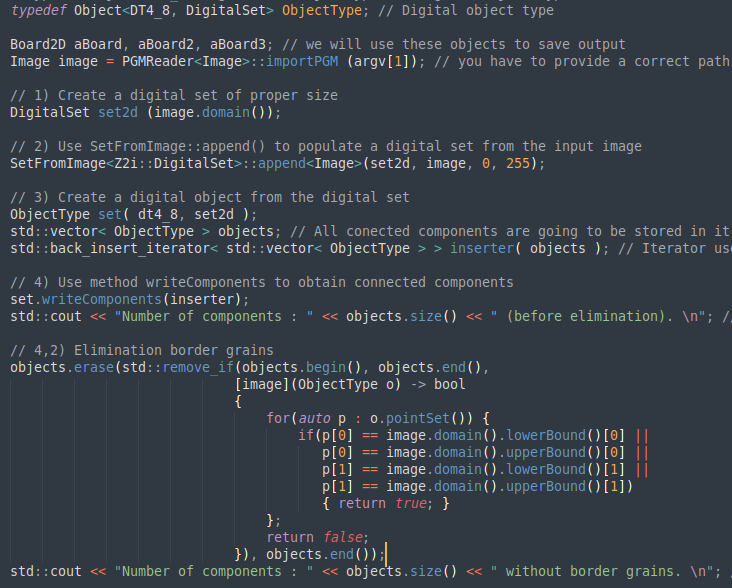 typedef Object<DT4_8, DigitalSet> ObjectType; // Digital object type
Board2D aBoard, aBoard2, aBoard3; // we will use these objects to save output
Image image = PGMReader<Image>::importPGM (argv[1]); // you have to provide a correct path
// 1) Create a digital set of proper size
DigitalSet set2d (image.domain());
// 2) Use SetFromImage::append() to populate a digital set from the input image
SetFromImage<Z2i::DigitalSet>::append<Image>(set2d, image, 0, 255);
// 3) Create a digital object from the digital set
ObjectType set( dt4_8, set2d );
std::vector< ObjectType > objects; // All conected components are going to be stored in it
std::back_insert_iterator< std::vector< ObjectType > > inserter( objects ); // Iterator use
// 4) Use method writeComponents to obtain connected components
set.writeComponents(inserter);
std::cout << "Number of components : " << objects.size() << " (before elimination). \n"; //
// 4,2) Elimination border grains
objects.erase(std::remove_if(objects.begin(), objects.end(),
[image](ObjectType o) -> bool
{
for(auto p : o.pointSet()) {
if(p[0] == image.domain().lowerBound()[0] ||
p[0] == image.domain().upperBound()[0] ||
p[1] == image.domain().lowerBound()[1] ||
p[1] == image.domain().upperBound()[1])
{ return true; }
};
return false;
}), objects.end());
std::cout << "Number of components : " << objects.size() << " without border grains. \n"; /